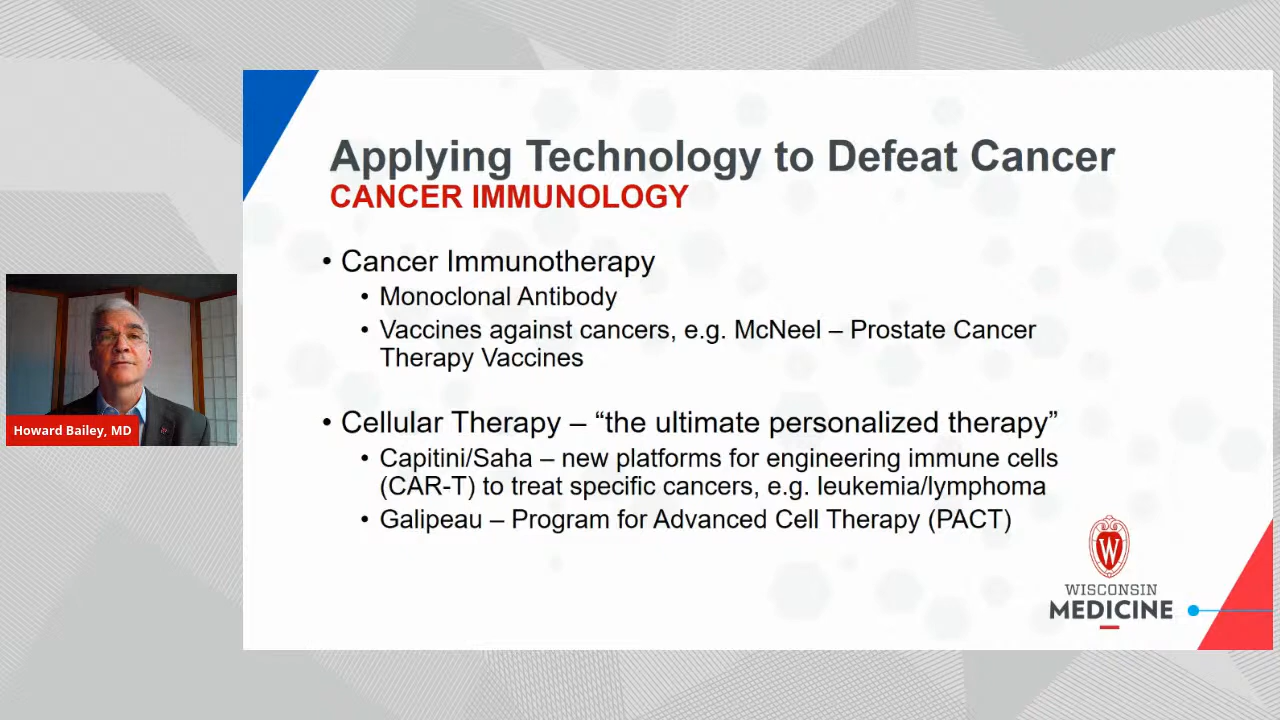 Applying Technology to Defeat Cancer
CANCER IMMUNOLOGY
• Cancer Immunotherapy
• Monoclonal Antibody
• Vaccines against cancers, e.g. McNeel – Prostate Cancer
Therapy Vaccines
• Cellular Therapy – “the ultimate personalized therapy”
• Capitini/Saha – new platforms for engineering immune cells
(CAR-T) to treat specific cancers, e.g. leukemia/lymphoma
• Galipeau – Program for Advanced Cell Therapy (PACT)
Howard Bailey, MD
W
WISCONSIN
MEDICINE